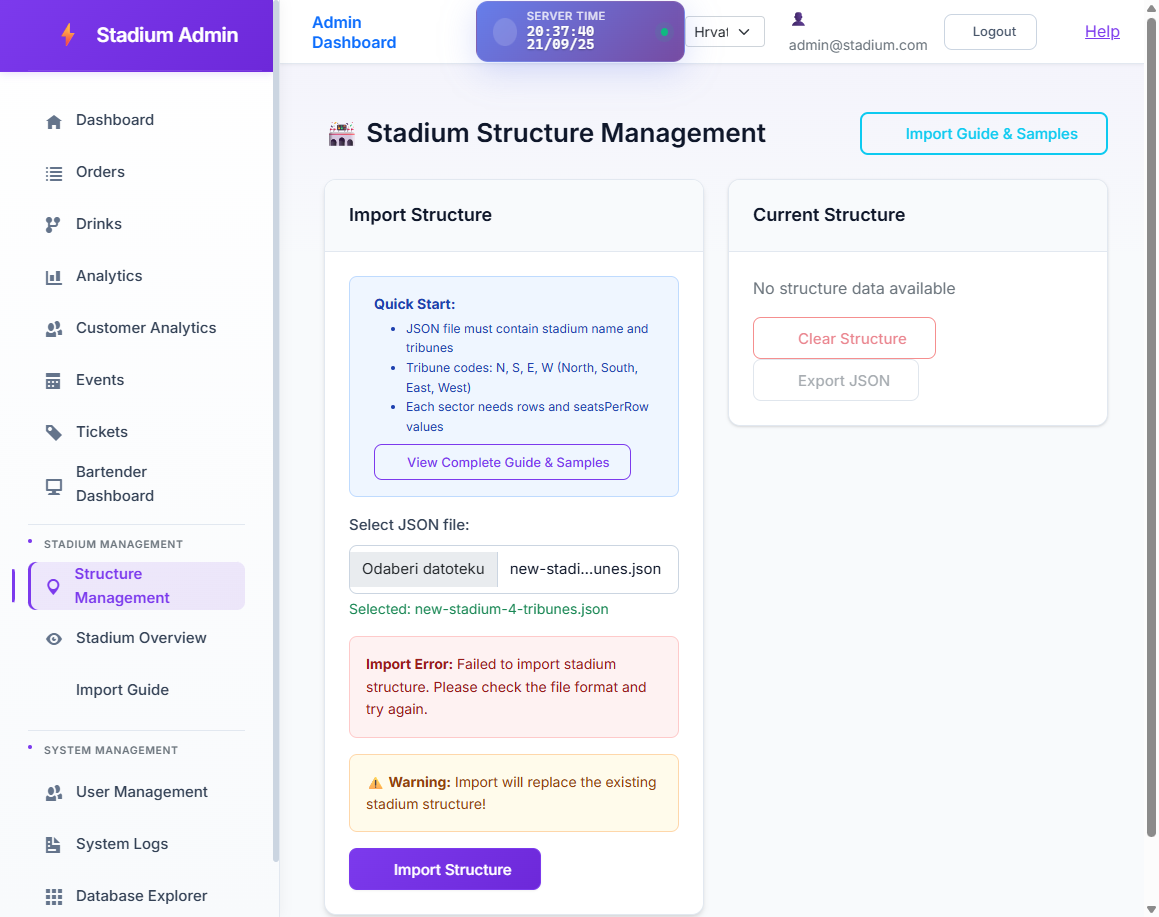 Stadium Admin
Dashboard
Orders
Drinks
Analytics
Customer Analytics
Events
Tickets
Bartender
Dashboard
STADIUM MANAGEMENT
Structure
Management
Stadium Overview
Import Guide
SYSTEM MANAGEMENT
User Management
System Logs
Database Explorer
Admin
Dashboard
SERVER TIME
20:37:40
21/09/25
Hrvat
admin@stadium.com
Logout
Help
Stadium Structure Management
Import Guide & Samples
Import Structure
Quick Start:
• JSON file must contain stadium name and
tribunes
• Tribune codes: N, S, E, W (North, South,
East, West)
• Each sector needs rows and seatsPerRow
values
View Complete Guide & Samples
Select JSON file:
Odaberi datoteku new-stadi...unes.json
Selected: new-stadium-4-tribunes.json
Import Error: Failed to import stadium
structure. Please check the file format and
try again.
⚠️ Warning: Import will replace the existing
stadium structure!
Import Structure
Current Structure
No structure data available
Clear Structure
Export JSON